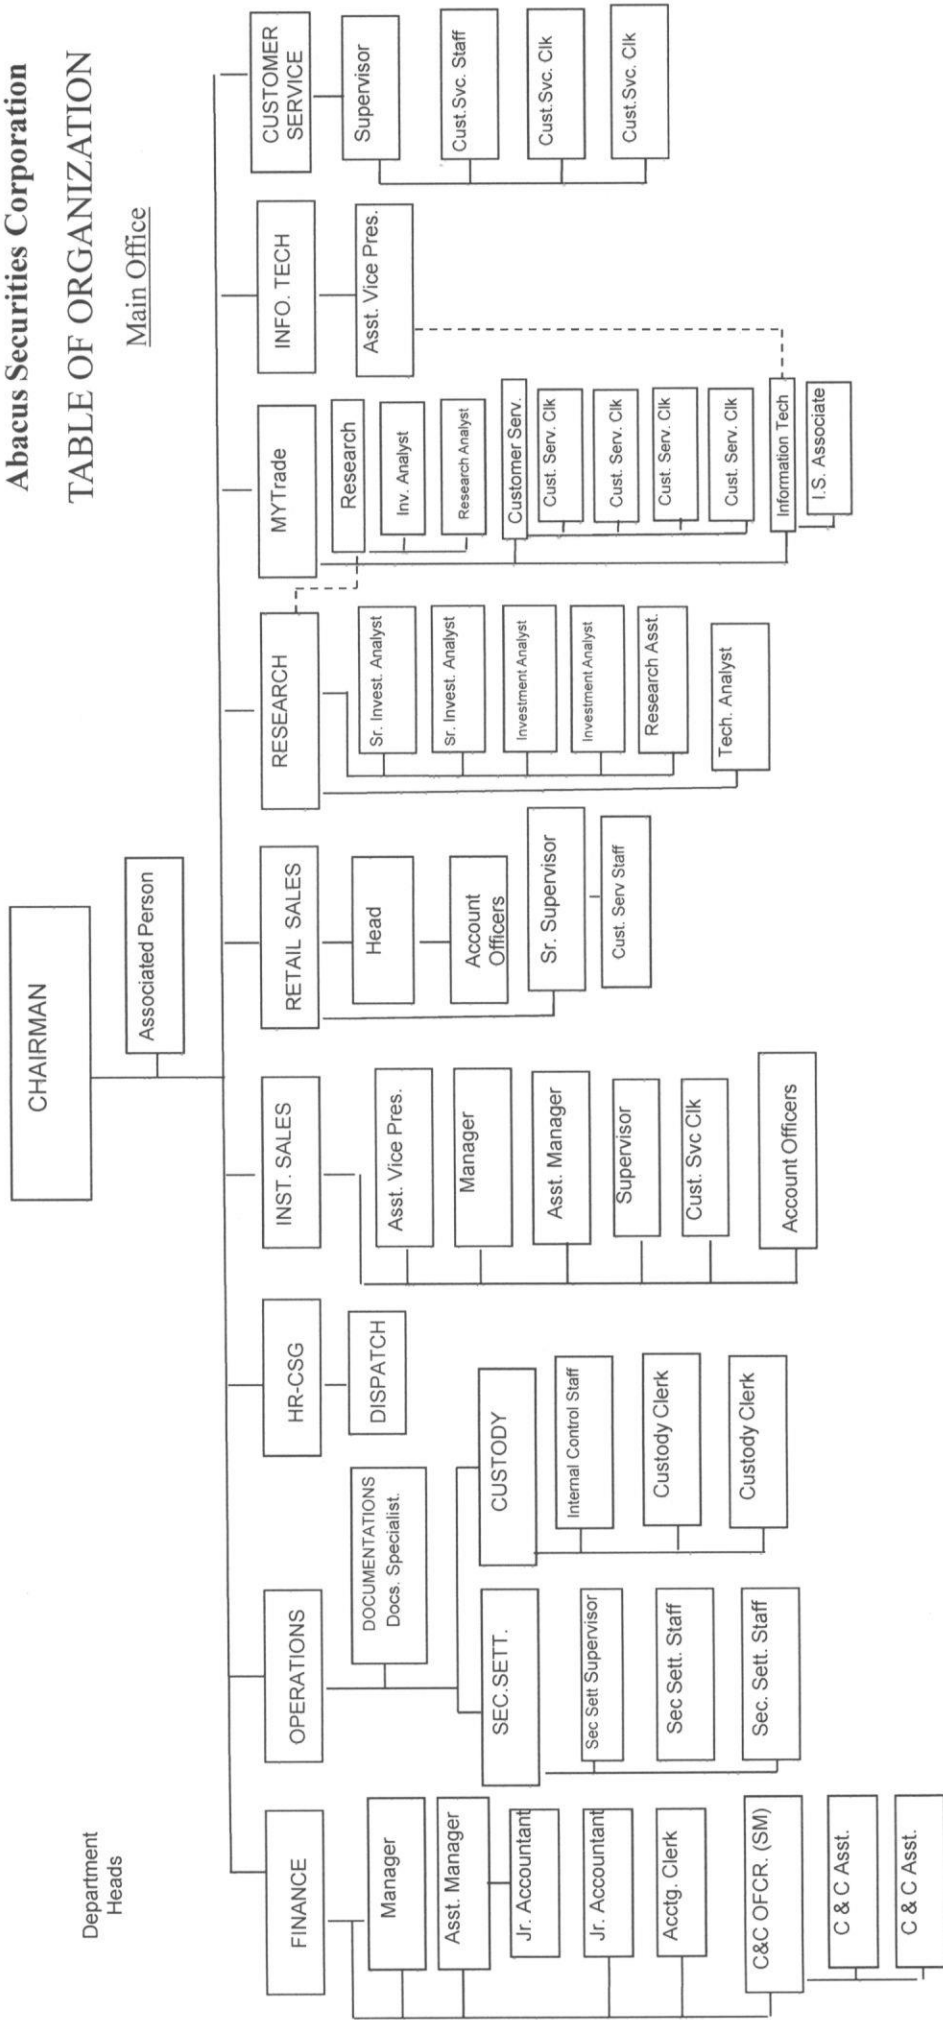 Abacus Securities Corporation
TABLE OF ORGANIZATION
Main Office
CHAIRMAN
Associated Person
Department
Heads
FINANCE
Manager
Asst. Manager
Jr. Accountant
Jr. Accountant
Acctg. Clerk
C&C OFCR. (SM)
C & C Asst.
C & C Asst.
OPERATIONS
DOCUMENTATIONS
Docs. Specialist.
SEC.SETT.
Sec Sett Supervisor
Sec Sett. Staff
Sec. Sett. Staff
CUSTODY
Internal Control Staff
Custody Clerk
Custody Clerk
HR-CSG
DISPATCH
INST. SALES
Asst. Vice Pres.
Manager
Asst. Manager
Supervisor
Cust. Svc Clk
Account Officers
RETAIL SALES
Head
Account
Officers
Sr. Supervisor
Cust. Serv Staff
RESEARCH
Sr. Invest. Analyst
Sr. Invest. Analyst
Investment Analyst
Investment Analyst
Research Asst.
Tech. Analyst
MYTrade
Research
Inv. Analyst
Research Analyst
Customer Serv.
Cust. Serv. Clk
Cust. Serv. Clk
Cust. Serv. Clk
Cust. Serv. Clk
Information Tech
I.S. Associate
INFO. TECH
Asst. Vice Pres.
CUSTOMER
SERVICE
Supervisor
Cust.Svc. Staff
Cust.Svc. Clk
Cust.Svc. Clk